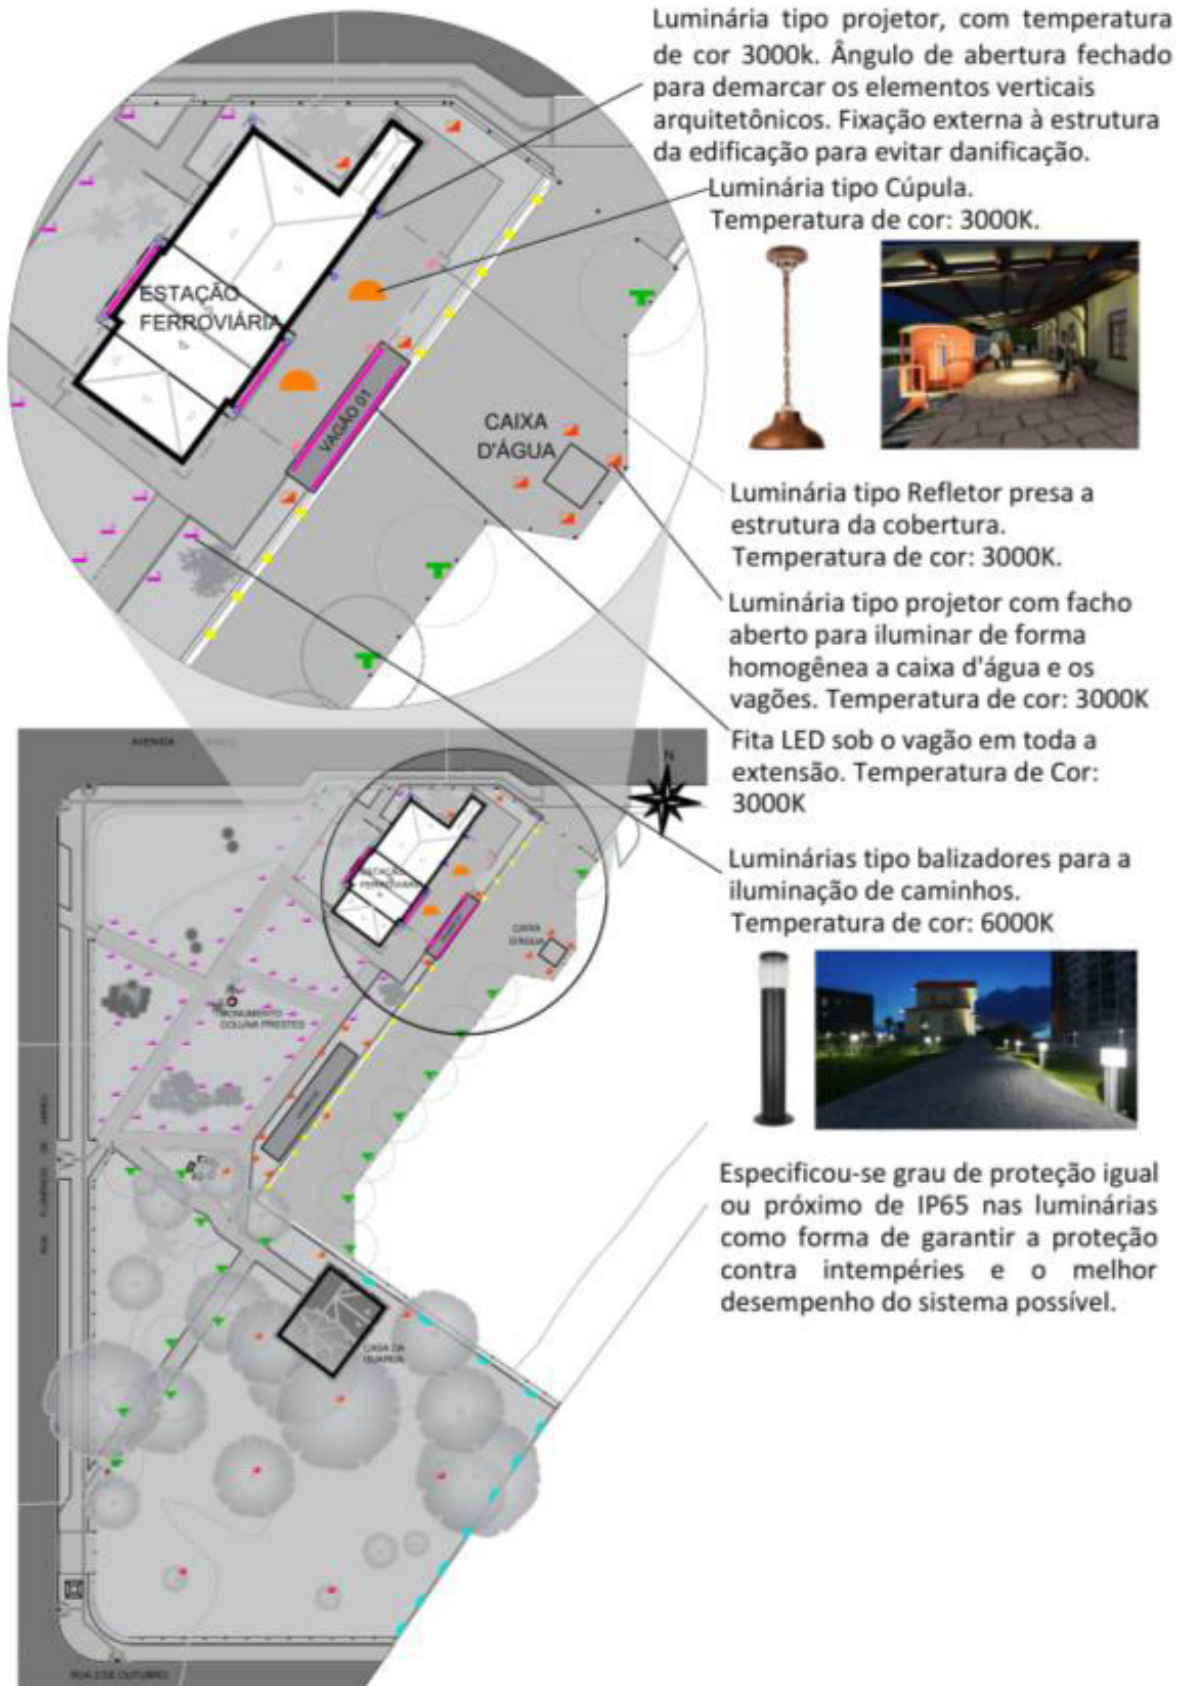 Luminária tipo projetor, com temperatura
de cor 3000k. Ângulo de abertura fechado
para demarcar os elementos verticais
arquitetônicos. Fixação externa à estrutura
da edificação para evitar danificação.
Luminária tipo Cúpula.
Temperatura de cor: 3000K.
ESTAÇÃO
FERROVIÁRIA
VAGÃO 01
CAIXA
D'ÁGUA
Luminária tipo Refletor presa a
estrutura da cobertura.
Temperatura de cor: 3000K.
Luminária tipo projetor com facho
aberto para iluminar de forma
homogênea a caixa d'água e os
vagões. Temperatura de cor: 3000K
Fita LED sob o vagão em toda a
extensão. Temperatura de Cor:
3000K
AVENIDA
N
Luminárias tipo balizadores para a
iluminação de caminhos.
Temperatura de cor: 6000K
ESTAÇÃO
FERROVIÁRIA
CAIXA
D'ÁGUA
MONUMENTO
COLUNA PRESTES
Especificou-se grau de proteção igual
ou próximo de IP65 nas luminárias
como forma de garantir a proteção
contra intempéries e o melhor
desempenho do sistema possível.
CASA DA
GUARDA
RUA 3 DE OUTUBRO